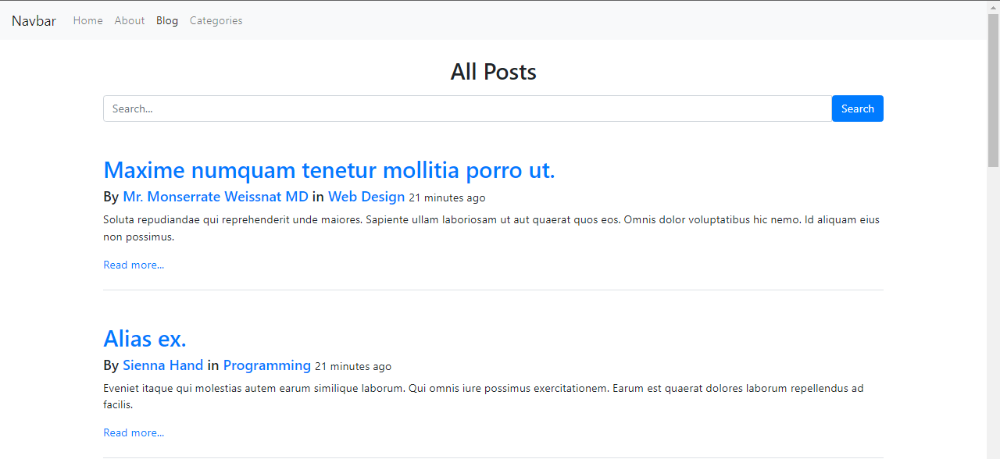 Navbar Home About Blog Categories
All Posts
Search... Search
Maxime numquam tenetur mollitia porro ut.
By Mr. Monserrate Weissnat MD in Web Design 21 minutes ago
Soluta repudiandae qui reprehenderit unde maiores. Sapiente ullam laboriosam ut aut quaerat quos eos. Omnis dolor voluptatibus hic nemo. Id aliquam eius
non possimus.
Read more...
Alias ex.
By Sienna Hand in Programming 21 minutes ago
Eveniet itaque qui molestias autem earum similique laborum. Qui omnis iure possimus exercitationem. Earum est quaerat dolores laborum repellendus ad
facilis.
Read more...